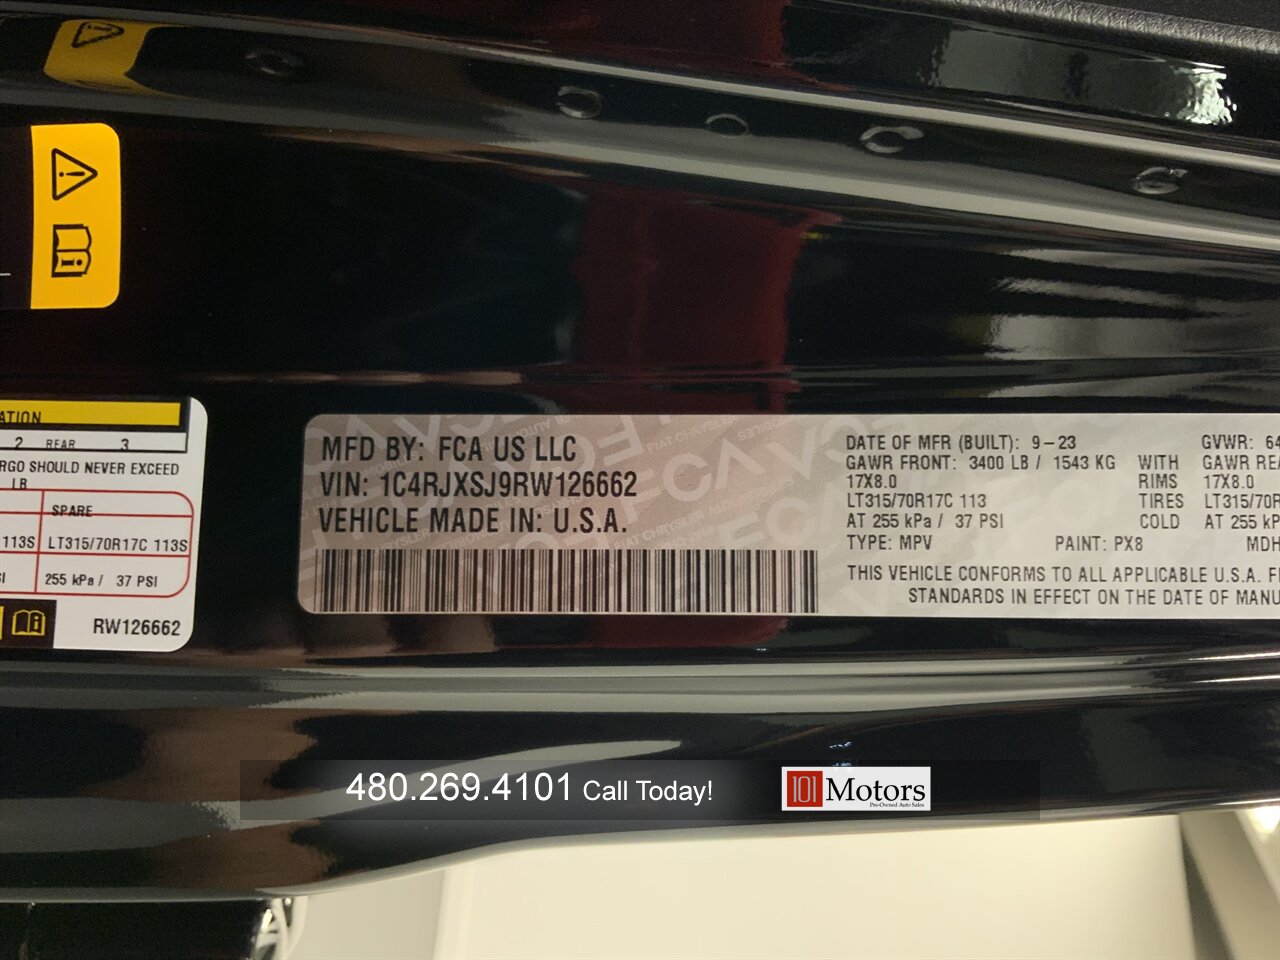 ATION
2 REAR 3
RGO SHOULD NEVER EXCEED
LB
SPARE
113S LT315/70R17C 113S
255 kPa / 37 PSI
RW126662
MFD BY: FCA US LLC
VIN: 1C4RJXSJ9RW126662
VEHICLE MADE IN: U.S.A.
DATE OF MFR (BUILT): 9-23 GVWR: 64
GAWR FRONT: 3400 LB / 1543 KG WITH GAWR REA
17X8.0 RIMS 17X8.0
LT315/70R17C 113 TIRES LT315/70R
AT 255 kPa / 37 PSI COLD AT 255 kP
TYPE: MPV PAINT: PX8 MDH
THIS VEHICLE CONFORMS TO ALL APPLICABLE U.S.A. F
STANDARDS IN EFFECT ON THE DATE OF MANU
480.269.4101 Call Today!
101 Motors
Pre-Owned Auto Sales